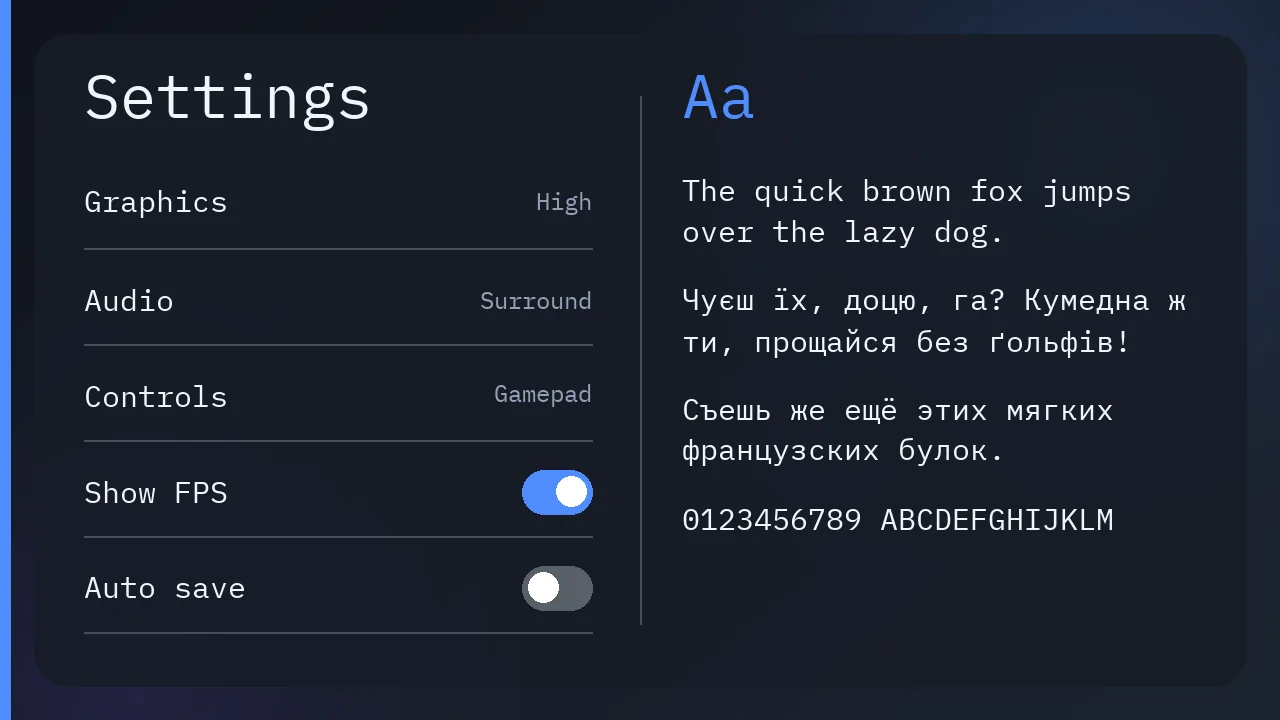 Settings
Graphics High
Audio Surround
Controls Gamepad
Show FPS
Auto save
Aa
The quick brown fox jumps
over the lazy dog.
Чуєш їх, доцю, га? Кумедна ж
ти, прощайся без ґольфів!
Съешь же ещё этих мягких
французских булок.
0123456789 ABCDEFGHIJKLM